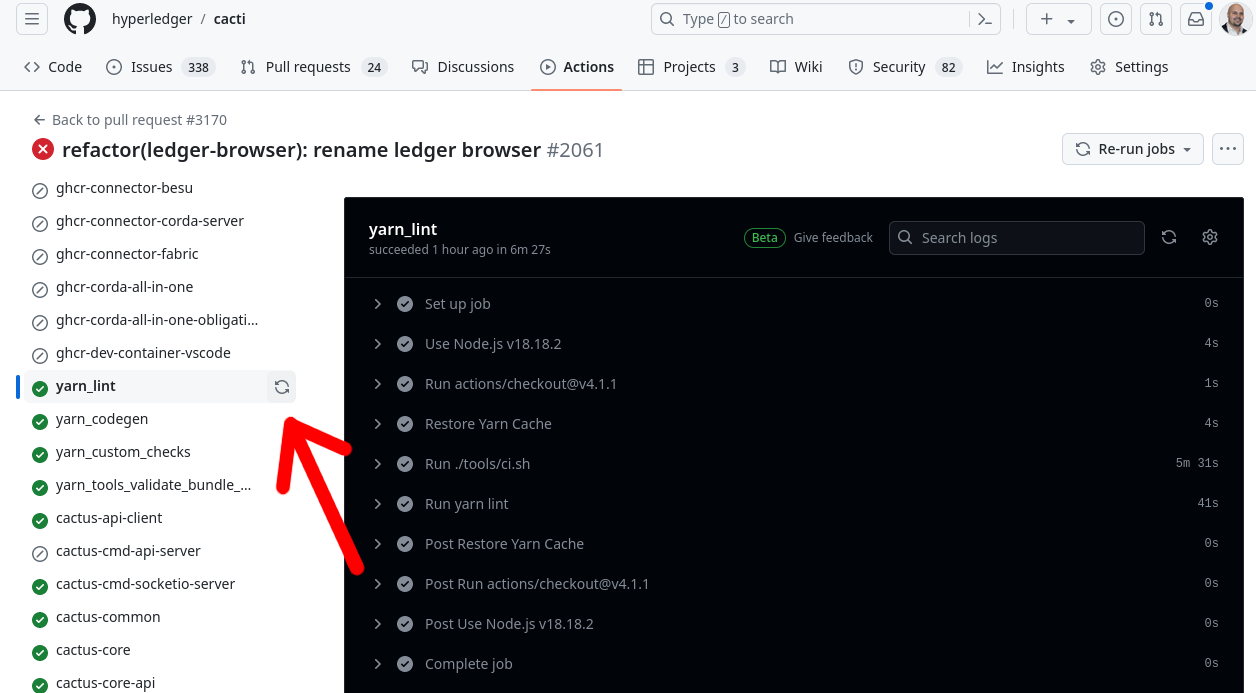 hyperledger / cacti
Type / to search
Code
Issues 338
Pull requests 24
Discussions
Actions
Projects 3
Wiki
Security 82
Insights
Settings
Back to pull request #3170
refactor(ledger-browser): rename ledger browser #2061
Re-run jobs
ghcr-connector-besu
ghcr-connector-corda-server
ghcr-connector-fabric
ghcr-corda-all-in-one
ghcr-corda-all-in-one-obligati...
ghcr-dev-container-vscode
yarn_lint
yarn_codegen
yarn_custom_checks
yarn_tools_validate_bundle_...
cactus-api-client
cactus-cmd-api-server
cactus-cmd-socketio-server
cactus-common
cactus-core
cactus-core-api
yarn_lint
succeeded 1 hour ago in 6m 27s
Beta Give feedback
Search logs
Set up job 0s
Use Node.js v18.18.2 4s
Run actions/checkout@v4.1.1 1s
Restore Yarn Cache 4s
Run ./tools/ci.sh 5m 31s
Run yarn lint 41s
Post Restore Yarn Cache 0s
Post Run actions/checkout@v4.1.1 0s
Post Use Node.js v18.18.2 0s
Complete job 0s